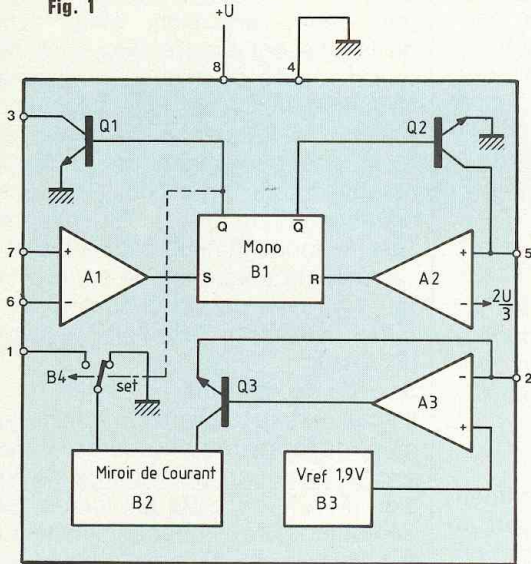 Fig. 1
+U
8
4
3
Q1
Q2
Q
Q̅
Mono
B1
S
R
7
+
A1
6
−
+
A2
−
2U/3
5
1
B4
set
Q3
−
A3
+
2
Miroir de Courant
B2
Vref 1,9V
B3